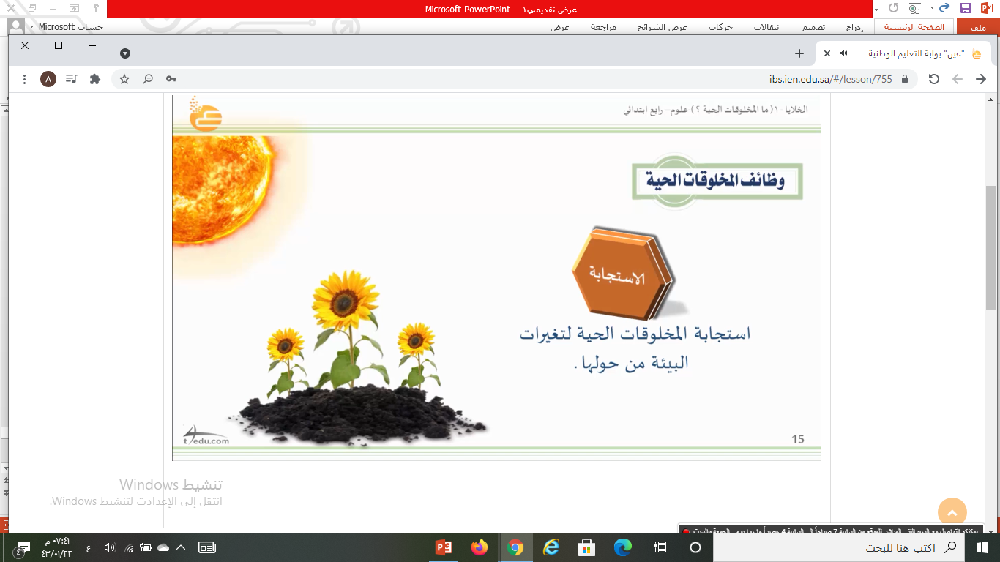 عرض تقديمي١ - Microsoft PowerPoint
ملف
الصفحة الرئيسية
إدراج
تصميم
انتقالات
حركات
عرض الشرائح
مراجعة
عرض
حساب Microsoft
"عين" بوابة التعليم الوطنية
ibs.ien.edu.sa/#/lesson/755
A
الخلايا - ١( ما المخلوقات الحية ؟ )-علوم– رابع ابتدائي
وظائف المخلوقات الحية
الاستجابة
استجابة المخلوقات الحية لتغيرات
البيئة من حولها .
t4edu.com
15
تنشيط Windows
انتقل إلى الإعدادت لتنشيط Windows.
اكتب هنا للبحث
ع
٠٧:٤١ م
٤٣/٠١/٢٢
٤